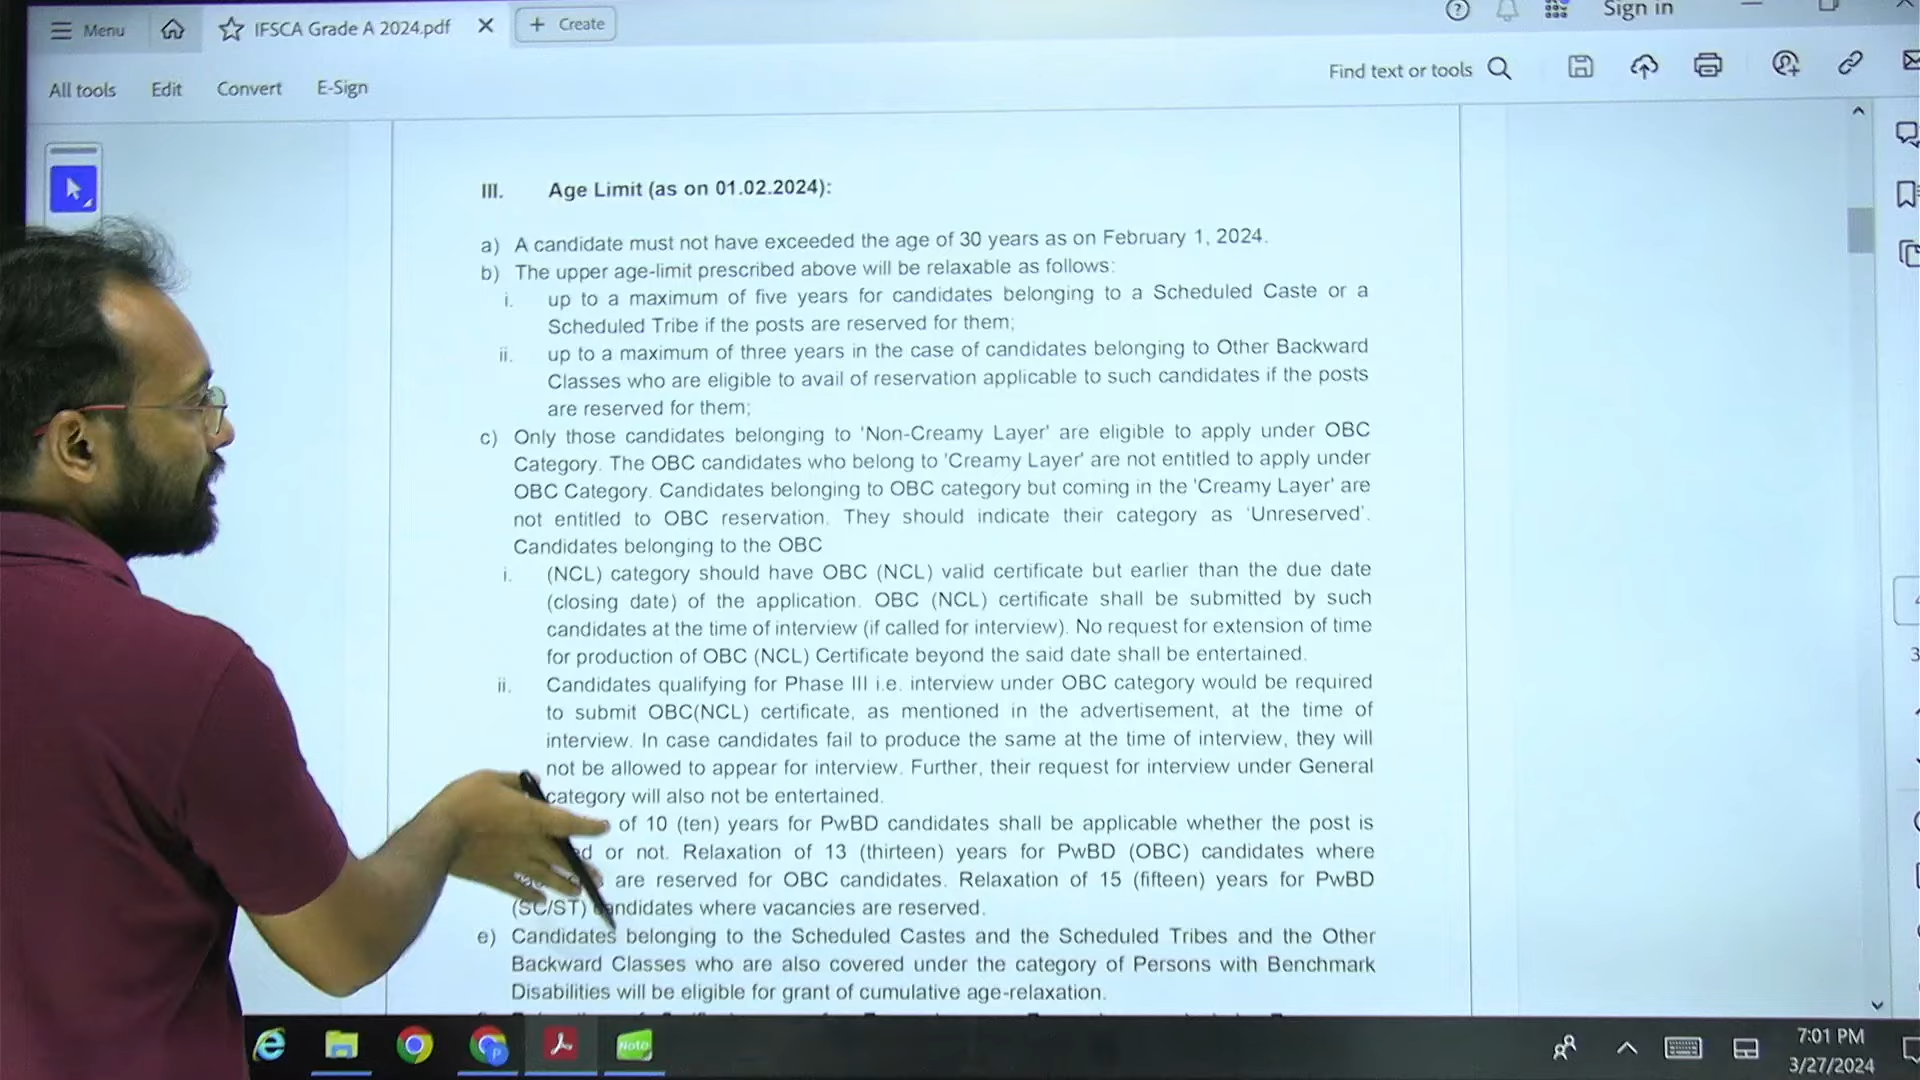 Menu
IFSCA Grade A 2024.pdf
+ Create
Sign in
All tools Edit Convert E-Sign
Find text or tools
III. Age Limit (as on 01.02.2024):
a) A candidate must not have exceeded the age of 30 years as on February 1, 2024.
b) The upper age-limit prescribed above will be relaxable as follows:
i. up to a maximum of five years for candidates belonging to a Scheduled Caste or a
Scheduled Tribe if the posts are reserved for them;
ii. up to a maximum of three years in the case of candidates belonging to Other Backward
Classes who are eligible to avail of reservation applicable to such candidates if the posts
are reserved for them;
c) Only those candidates belonging to 'Non-Creamy Layer' are eligible to apply under OBC
Category. The OBC candidates who belong to 'Creamy Layer' are not entitled to apply under
OBC Category. Candidates belonging to OBC category but coming in the 'Creamy Layer' are
not entitled to OBC reservation. They should indicate their category as 'Unreserved'.
Candidates belonging to the OBC
i. (NCL) category should have OBC (NCL) valid certificate but earlier than the due date
(closing date) of the application. OBC (NCL) certificate shall be submitted by such
candidates at the time of interview (if called for interview). No request for extension of time
for production of OBC (NCL) Certificate beyond the said date shall be entertained.
ii. Candidates qualifying for Phase III i.e. interview under OBC category would be required
to submit OBC(NCL) certificate, as mentioned in the advertisement, at the time of
interview. In case candidates fail to produce the same at the time of interview, they will
not be allowed to appear for interview. Further, their request for interview under General
category will also not be entertained.
of 10 (ten) years for PwBD candidates shall be applicable whether the post is
or not. Relaxation of 13 (thirteen) years for PwBD (OBC) candidates where
are reserved for OBC candidates. Relaxation of 15 (fifteen) years for PwBD
(SC/ST) candidates where vacancies are reserved.
e) Candidates belonging to the Scheduled Castes and the Scheduled Tribes and the Other
Backward Classes who are also covered under the category of Persons with Benchmark
Disabilities will be eligible for grant of cumulative age-relaxation.
Note
7:01 PM
3/27/2024